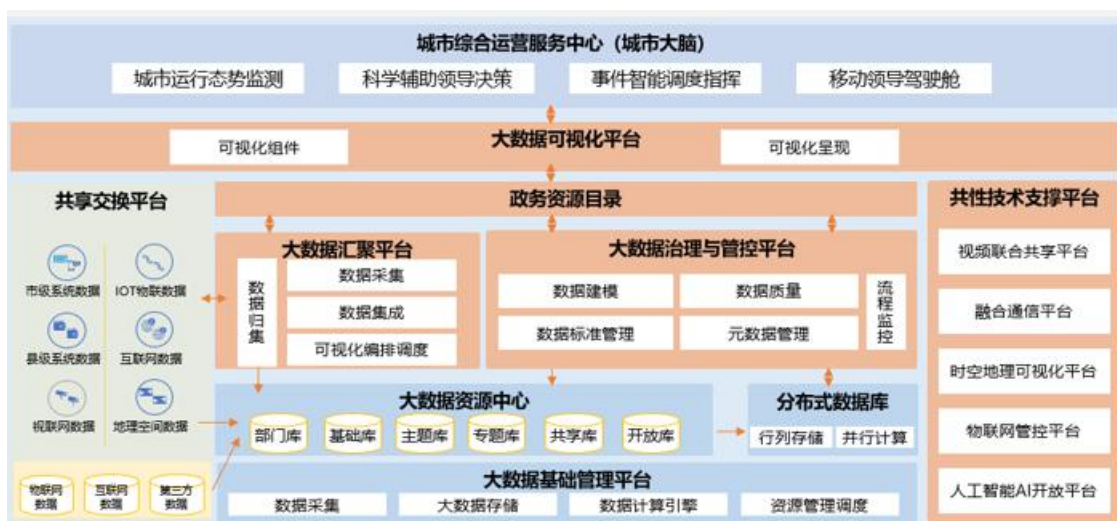 城市综合运营服务中心（城市大脑）
城市运行态势监测
科学辅助领导决策
事件智能调度指挥
移动领导驾驶舱
大数据可视化平台
可视化组件
可视化呈现
共享交换平台
市级系统数据
IOT物联数据
县级系统数据
互联网数据
视联网数据
地理空间数据
物联网
数据
互联网
数据
第三方
数据
政务资源目录
大数据汇聚平台
数据归集
数据采集
数据集成
可视化编排调度
大数据治理与管控平台
数据建模
数据质量
数据标准管理
元数据管理
流程监控
大数据资源中心
部门库
基础库
主题库
专题库
共享库
开放库
分布式数据库
行列存储
并行计算
大数据基础管理平台
数据采集
大数据存储
数据计算引擎
资源管理调度
共性技术支撑平台
视频联合共享平台
融合通信平台
时空地理可视化平台
物联网管控平台
人工智能AI开放平台